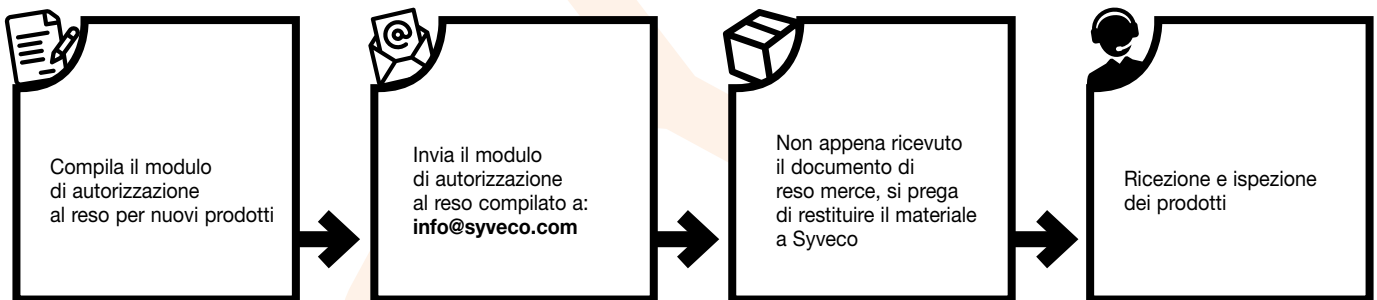 Compila il modulo
di autorizzazione
al reso per nuovi prodotti
Invia il modulo
di autorizzazione
al reso compilato a:
info@syveco.com
Non appena ricevuto
il documento di
reso merce, si prega
di restituire il materiale
a Syveco
Ricezione e ispezione
dei prodotti